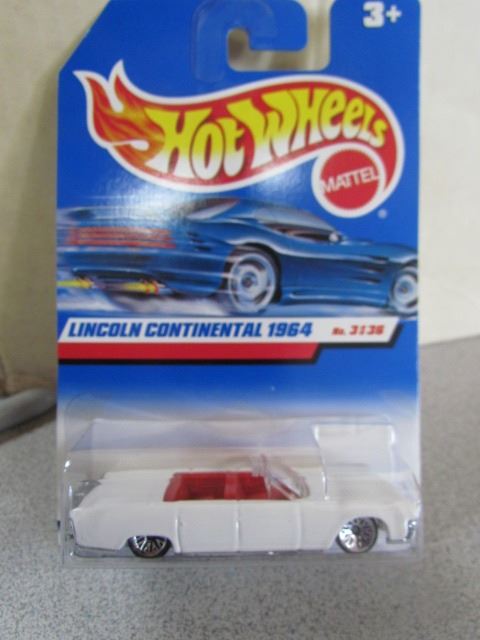 3+
HOT WHEELS
MATTEL
®
LINCOLN CONTINENTAL 1964 No. 3136